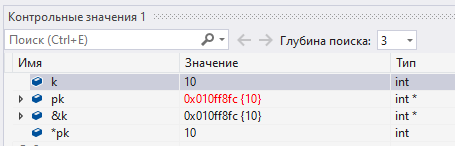 Контрольные значения 1
Поиск (Ctrl+E) Глубина поиска: 3
Имя Значение Тип
k 10 int
pk 0x010ff8fc {10} int *
&k 0x010ff8fc {10} int *
*pk 10 int